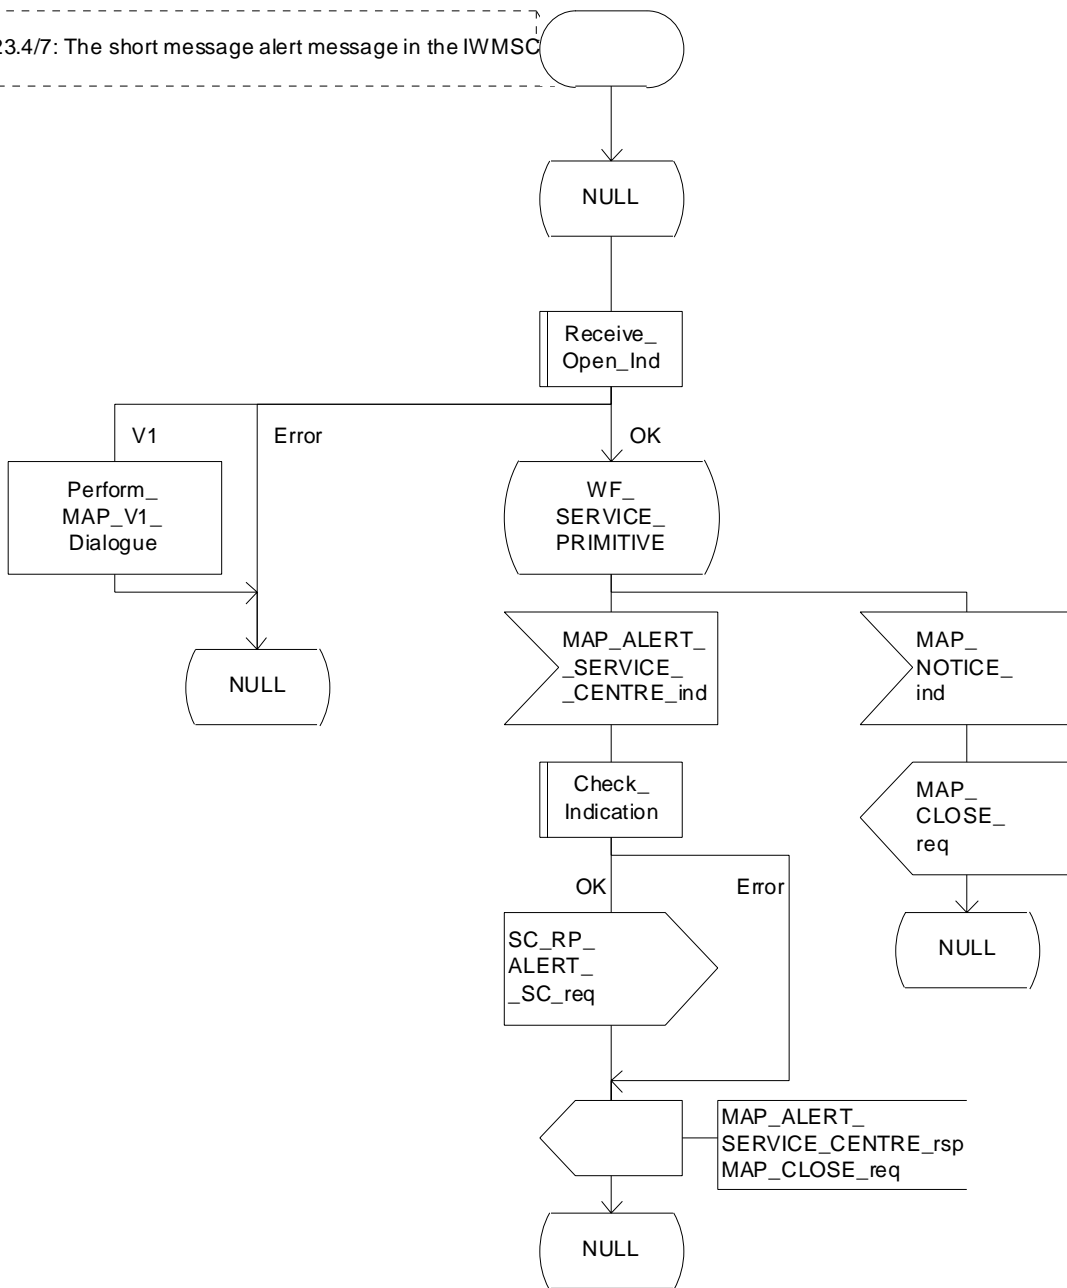 23.4/7: The short message alert message in the IWMSC
NULL
Receive_
Open_Ind
V1
Error
OK
Perform_
MAP_V1_
Dialogue
WF_
SERVICE_
PRIMITIVE
NULL
MAP_ALERT_
_SERVICE_
_CENTRE_ind
MAP_
NOTICE_
ind
Check_
Indication
MAP_
CLOSE_
req
OK
Error
SC_RP_
ALERT_
_SC_req
NULL
MAP_ALERT_
SERVICE_CENTRE_rsp
MAP_CLOSE_req
NULL